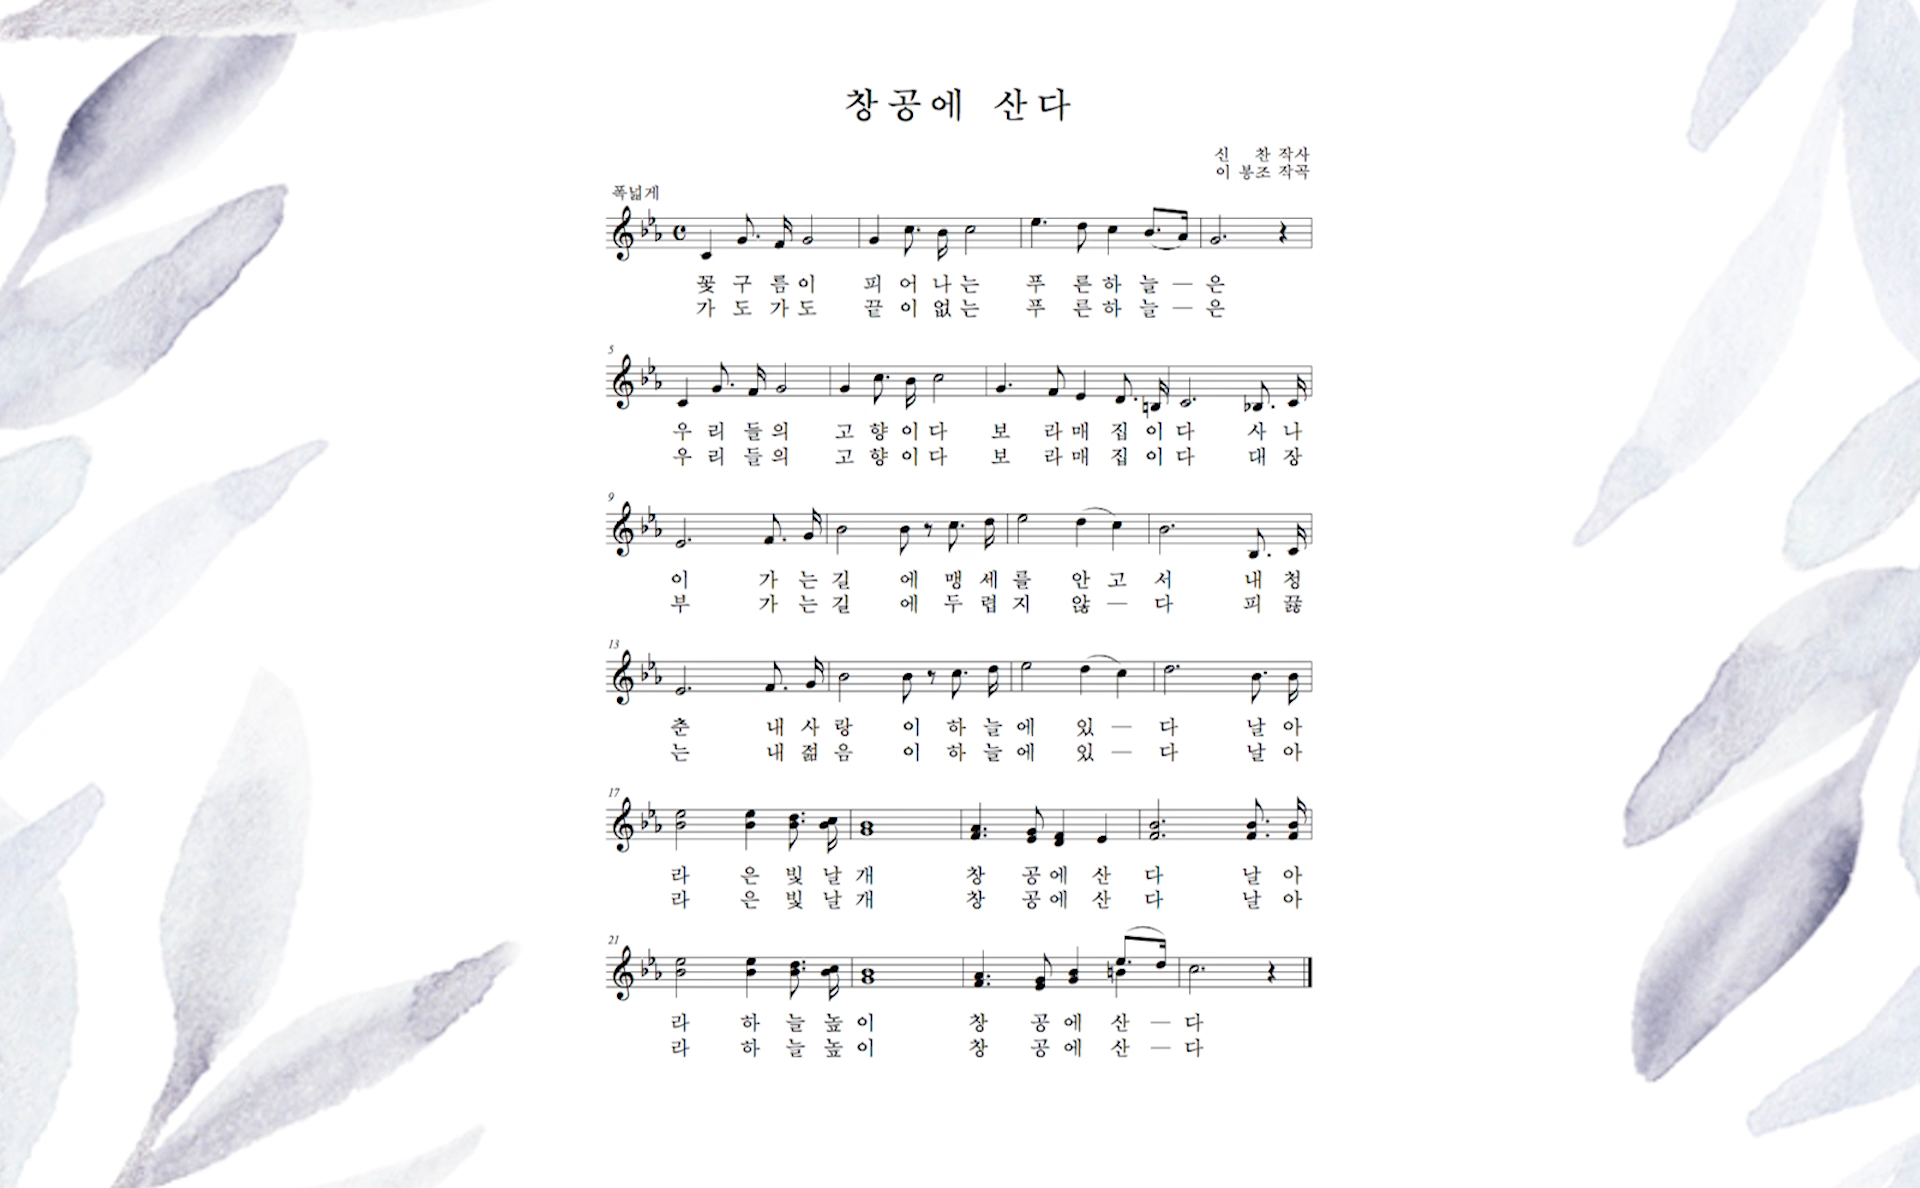 창공에 산다
신 찬 작사
이 봉조 작곡
폭넓게
꽃 구 름 이 피 어 나 는 푸 른 하 늘 — 은
가 도 가 도 끝 이 없 는 푸 른 하 늘 — 은
5
우 리 들 의 고 향 이 다 보 라 매 집 이 다 사 나
우 리 들 의 고 향 이 다 보 라 매 집 이 다 대 장
9
이 가 는 길 에 맹 세 를 안 고 서 내 청
부 가 는 길 에 두 렵 지 않 — 다 피 끓
13
춘 내 사 랑 이 하 늘 에 있 — 다 날 아
는 내 젊 음 이 하 늘 에 있 — 다 날 아
17
라 은 빛 날 개 창 공 에 산 다 날 아
라 은 빛 날 개 창 공 에 산 다 날 아
21
라 하 늘 높 이 창 공 에 산 — 다
라 하 늘 높 이 창 공 에 산 — 다